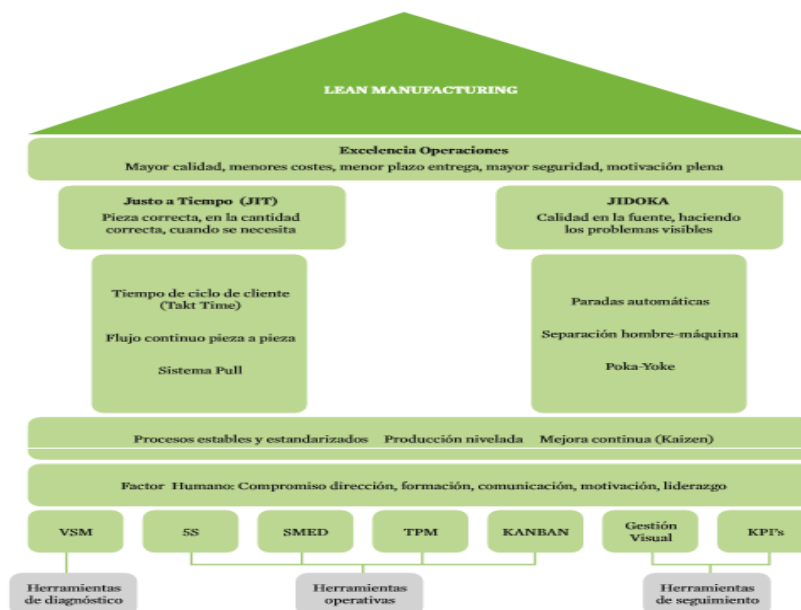 LEAN MANUFACTURING
Excelencia Operaciones
Mayor calidad, menores costes, menor plazo entrega, mayor seguridad, motivación plena
Justo a Tiempo (JIT)
Pieza correcta, en la cantidad
correcta, cuando se necesita
JIDOKA
Calidad en la fuente, haciendo
los problemas visibles
Tiempo de ciclo de cliente
(Takt Time)
Flujo continuo pieza a pieza
Sistema Pull
Paradas automáticas
Separación hombre-máquina
Poka-Yoke
Procesos estables y estandarizados Producción nivelada Mejora continua (Kaizen)
Factor Humano: Compromiso dirección, formación, comunicación, motivación, liderazgo
VSM
5S
SMED
TPM
KANBAN
Gestión
Visual
KPI's
Herramientas
de diagnóstico
Herramientas
operativas
Herramientas
de seguimiento